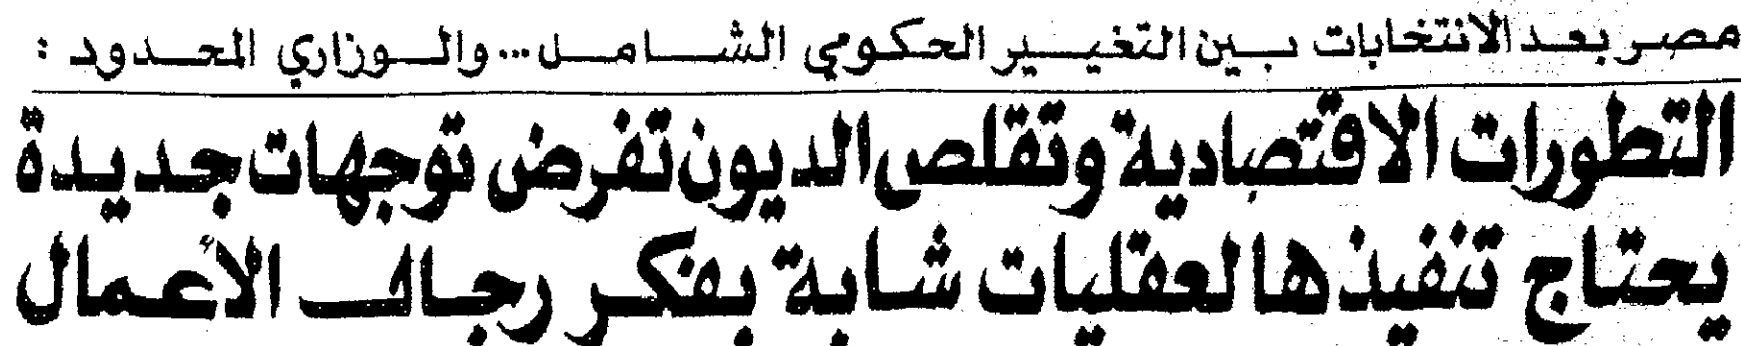 مصر بعد الانتخابات بين التغيير الحكومي الشامل ... والوزاري المحدود :
التطورات الاقتصادية وتقلص الديون تفرض توجهات جديدة
يحتاج تنفيذها لعقليات شابة بفكر رجال الأعمال